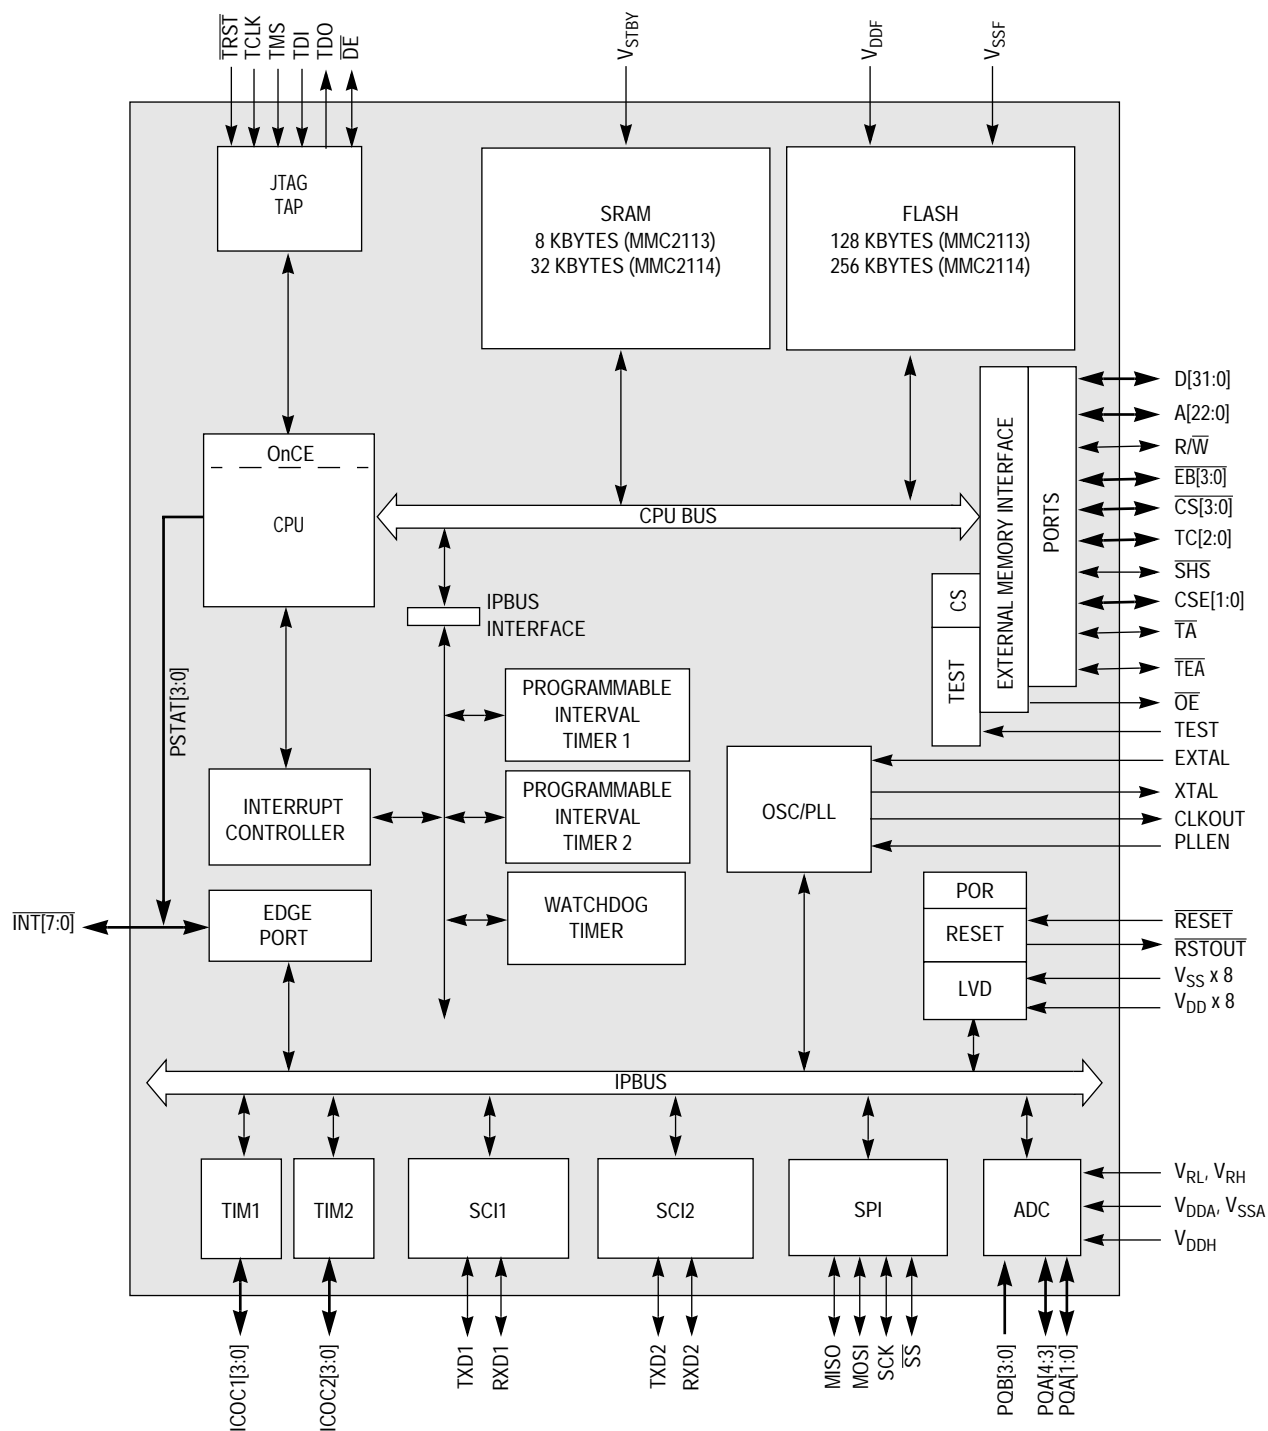 TRST
TCLK
TMS
TDI
TDO
DE
VSTBY
VDDF
VSSF
JTAG
TAP
SRAM
8 KBYTES (MMC2113)
32 KBYTES (MMC2114)
FLASH
128 KBYTES (MMC2113)
256 KBYTES (MMC2114)
OnCE
CPU
CPU BUS
EXTERNAL MEMORY INTERFACE
PORTS
CS
TEST
D[31:0]
A[22:0]
R/W
EB[3:0]
CS[3:0]
TC[2:0]
SHS
CSE[1:0]
TA
TEA
OE
TEST
EXTAL
XTAL
CLKOUT
PLLEN
IPBUS
INTERFACE
PSTAT[3:0]
PROGRAMMABLE
INTERVAL
TIMER 1
PROGRAMMABLE
INTERVAL
TIMER 2
WATCHDOG
TIMER
INTERRUPT
CONTROLLER
OSC/PLL
INT[7:0]
EDGE
PORT
POR
RESET
LVD
RESET
RSTOUT
VSS x 8
VDD x 8
IPBUS
TIM1
TIM2
SCI1
SCI2
SPI
ADC
VRL, VRH
VDDA, VSSA
VDDH
ICOC1[3:0]
ICOC2[3:0]
TXD1
RXD1
TXD2
RXD2
MISO
MOSI
SCK
SS
PQB[3:0]
PQA[4:3]
PQA[1:0]